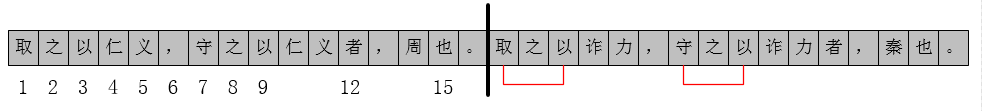 取之以仁义，守之以仁义者，周也。取之以诈力，守之以诈力者，秦也。
1 2 3 4 5 6 7 8 9 12 15